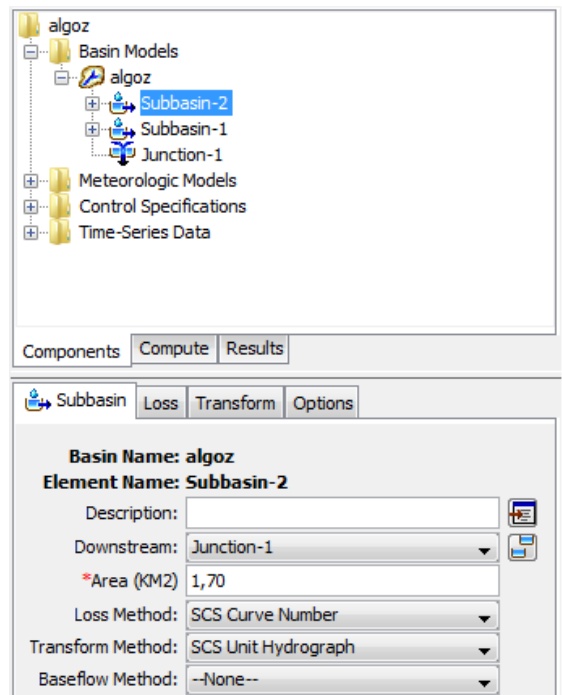 algoz
Basin Models
algoz
Subbasin-2
Subbasin-1
Junction-1
Meteorologic Models
Control Specifications
Time-Series Data
Components Compute Results
Subbasin Loss Transform Options
Basin Name: algoz
Element Name: Subbasin-2
Description:
Downstream: Junction-1
*Area (KM2) 1,70
Loss Method: SCS Curve Number
Transform Method: SCS Unit Hydrograph
Baseflow Method: --None--